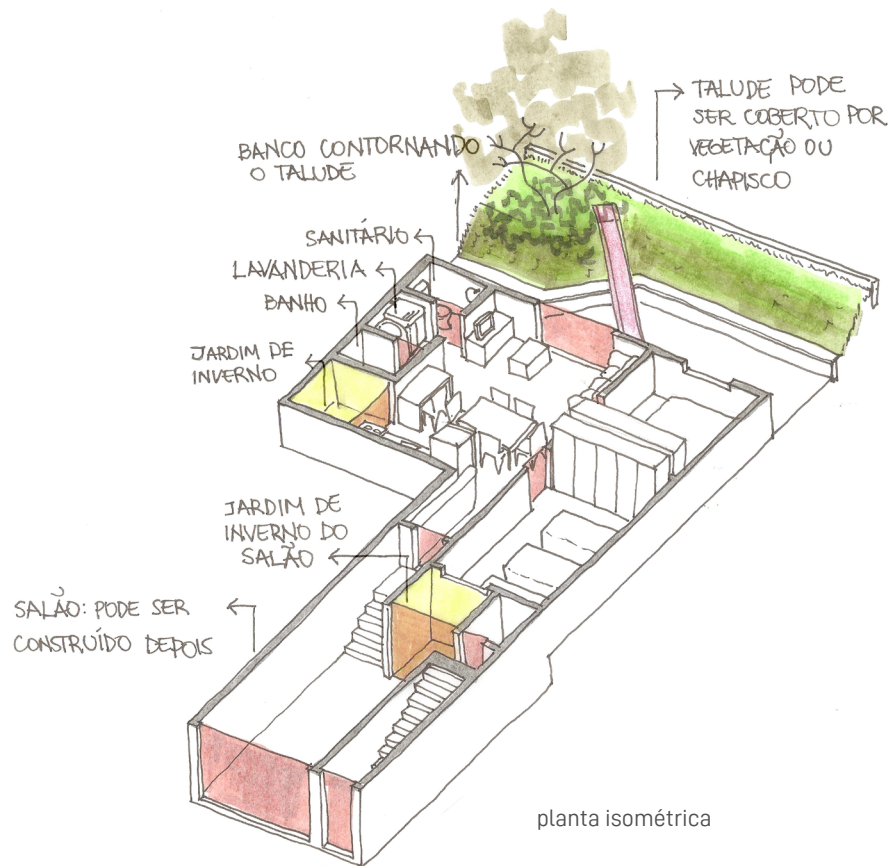 TALUDE PODE
SER COBERTO POR
VEGETAÇÃO OU
CHAPISCO
BANCO CONTORNANDO
O TALUDE
SANITÁRIO
LAVANDERIA
BANHO
JARDIM DE
INVERNO
JARDIM DE
INVERNO DO
SALÃO
SALÃO: PODE SER
CONSTRUÍDO DEPOIS
planta isométrica